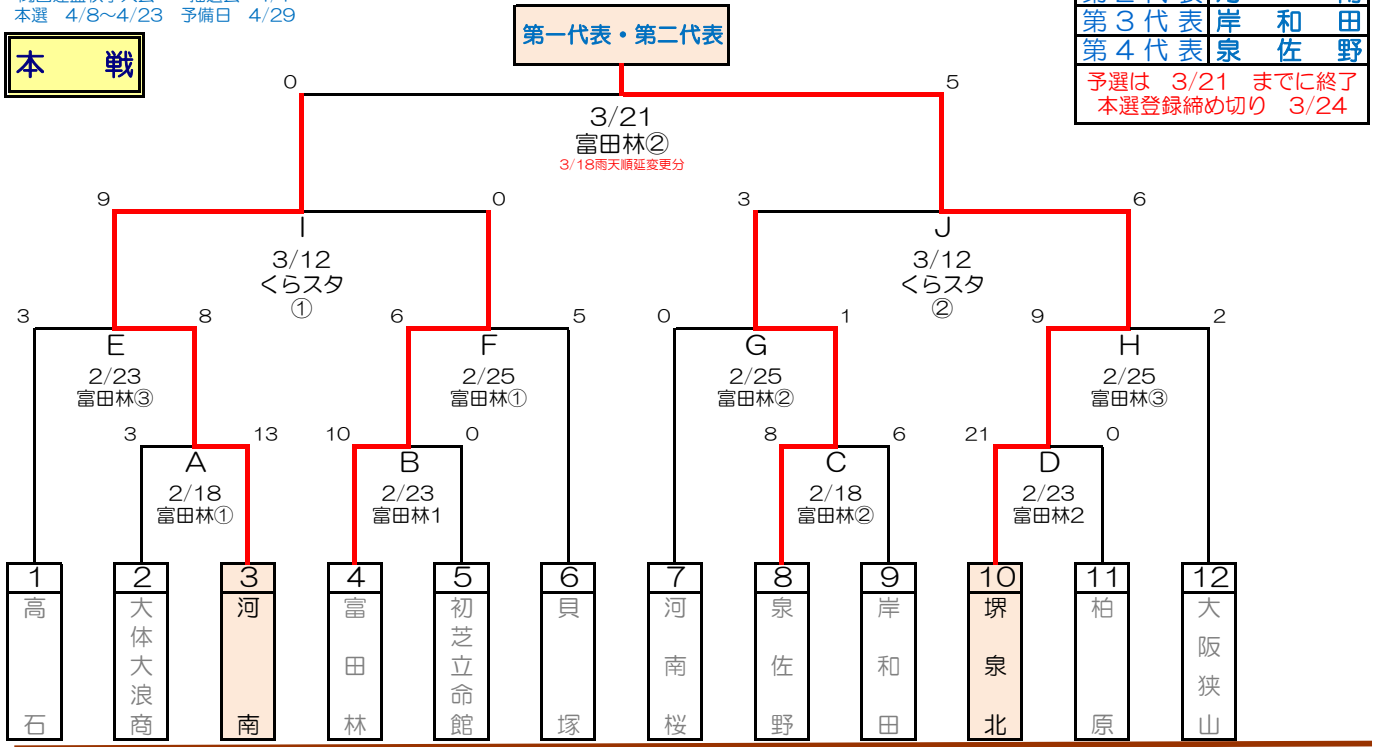 本選　4/8～4/23　予備日　4/29
本　戦
第一代表・第二代表
第３代表 岸和田
第４代表 泉佐野
予選は　3/21　までに終了
本選登録締め切り　3/24
0 5
3/21
富田林②
3/18雨天順延変更分
9 0 3 6
I J
3/12 3/12
くらスタ くらスタ
① ②
3 8 6 5 0 1 9 2
E F G H
2/23 2/25 2/25 2/25
富田林③ 富田林① 富田林② 富田林③
3 13 10 0 8 6 21 0
A B C D
2/18 2/23 2/18 2/23
富田林① 富田林1 富田林② 富田林2
1 2 3 4 5 6 7 8 9 10 11 12
高石
大体大浪商
河南
富田林
初芝立命館
貝塚
河南桜
泉佐野
岸和田
堺泉北
柏原
大阪狭山